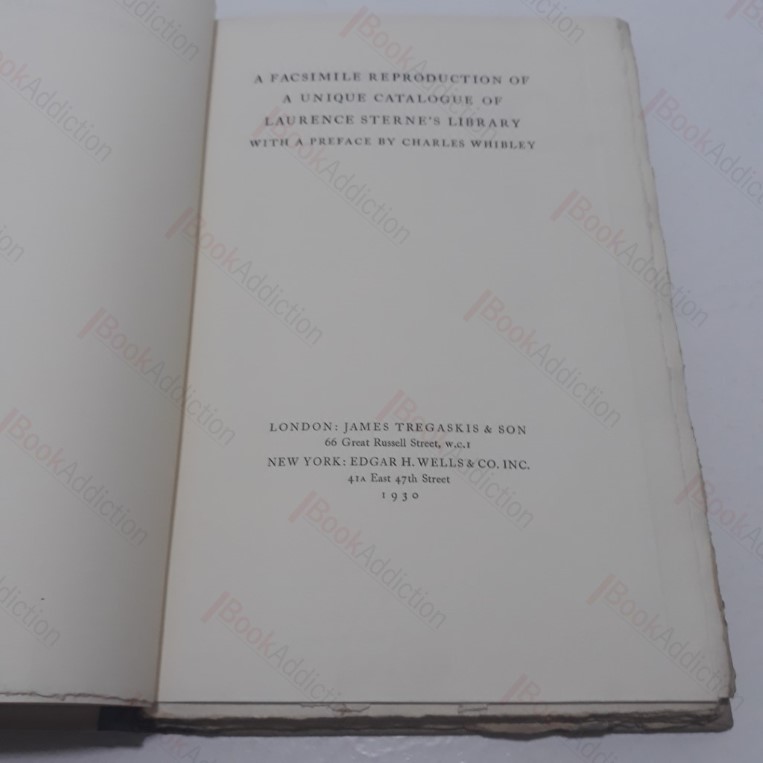 A FACSIMILE REPRODUCTION OF
A UNIQUE CATALOGUE OF
LAURENCE STERNE'S LIBRARY
WITH A PREFACE BY CHARLES WHIBLEY
LONDON: JAMES TREGASKIS & SON
66 Great Russell Street, W.C.1
NEW YORK: EDGAR H. WELLS & CO. INC.
41A East 47th Street
1930
BookAddiction